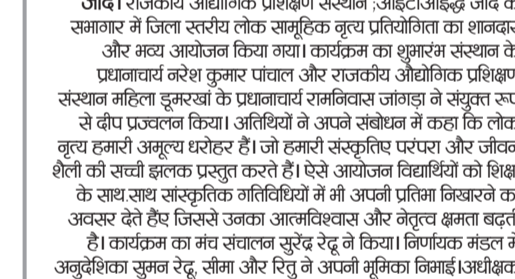 जींद। राजकीय औद्योगिक प्रशिक्षण संस्थान ;आईटीआईद्ध जींद के
सभागार में जिला स्तरीय लोक सामूहिक नृत्य प्रतियोगिता का शानदार
और भव्य आयोजन किया गया। कार्यक्रम का शुभारंभ संस्थान के
प्रधानाचार्य नरेश कुमार पांचाल और राजकीय औद्योगिक प्रशिक्षण
संस्थान महिला डूमरखां के प्रधानाचार्य रामनिवास जांगड़ा ने संयुक्त रूप
से दीप प्रज्वलन किया। अतिथियों ने अपने संबोधन में कहा कि लोक
नृत्य हमारी अमूल्य धरोहर हैं। जो हमारी संस्कृतिए परंपरा और जीवन
शैली की सच्ची झलक प्रस्तुत करते हैं। ऐसे आयोजन विद्यार्थियों को शिक्षा
के साथ.साथ सांस्कृतिक गतिविधियों में भी अपनी प्रतिभा निखारने का
अवसर देते हैंए जिससे उनका आत्मविश्वास और नेतृत्व क्षमता बढ़ती
है। कार्यक्रम का मंच संचालन सुरेंद्र रेढू ने किया। निर्णायक मंडल में
अनुदेशिका सुमन रेढू, सीमा और रितु ने अपनी भूमिका निभाई।अधीक्षक